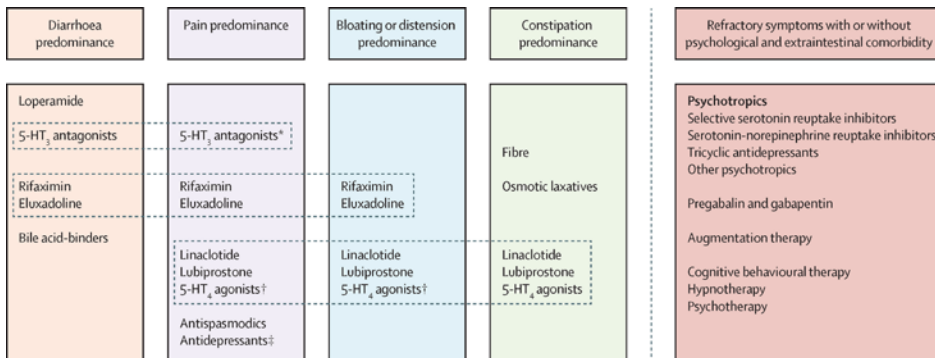 Diarrhoea
predominance
Pain predominance
Bloating or distension
predominance
Constipation
predominance
Refractory symptoms with or without
psychological and extraintestinal comorbidity
Loperamide
5-HT₃ antagonists
Rifaximin
Eluxadoline
Bile acid-binders
5-HT₃ antagonists*
Rifaximin
Eluxadoline
Linaclotide
Lubiprostone
5-HT₄ agonists†
Antispasmodics
Antidepressants‡
Rifaximin
Eluxadoline
Linaclotide
Lubiprostone
5-HT₄ agonists†
Fibre
Osmotic laxatives
Linaclotide
Lubiprostone
5-HT₄ agonists
Psychotropics
Selective serotonin reuptake inhibitors
Serotonin-norepinephrine reuptake inhibitors
Tricyclic antidepressants
Other psychotropics
Pregabalin and gabapentin
Augmentation therapy
Cognitive behavioural therapy
Hypnotherapy
Psychotherapy